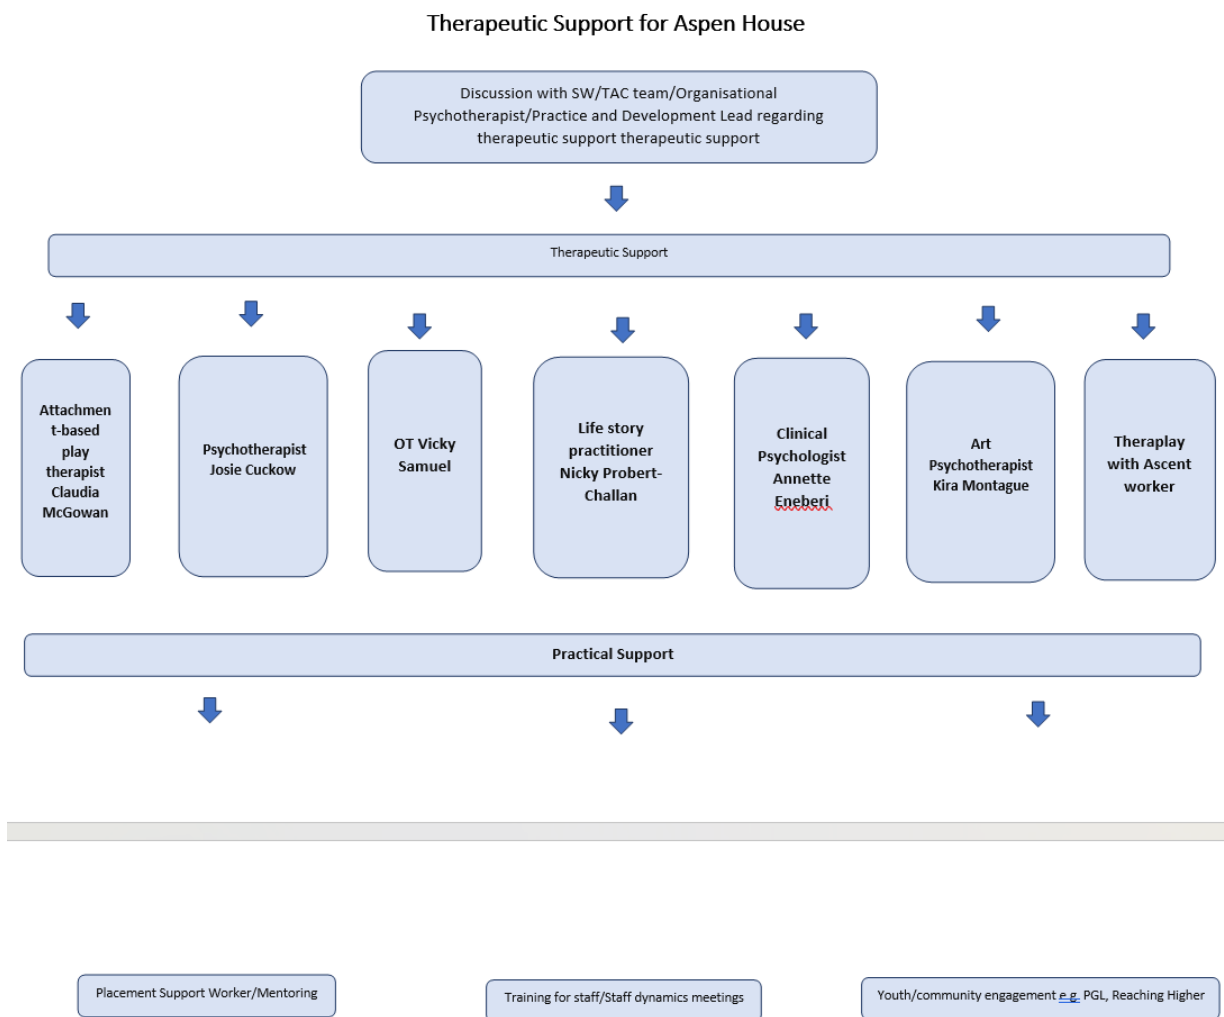 Therapeutic Support for Aspen House
Discussion with SW/TAC team/Organisational
Psychotherapist/Practice and Development Lead regarding
therapeutic support therapeutic support
Therapeutic Support
Attachmen
t-based
play
therapist
Claudia
McGowan
Psychotherapist
Josie Cuckow
OT Vicky
Samuel
Life story
practitioner
Nicky Probert-
Challan
Clinical
Psychologist
Annette
Eneberi
Art
Psychotherapist
Kira Montague
Theraplay
with Ascent
worker
Practical Support
Placement Support Worker/Mentoring
Training for staff/Staff dynamics meetings
Youth/community engagement e.g. PGL, Reaching Higher